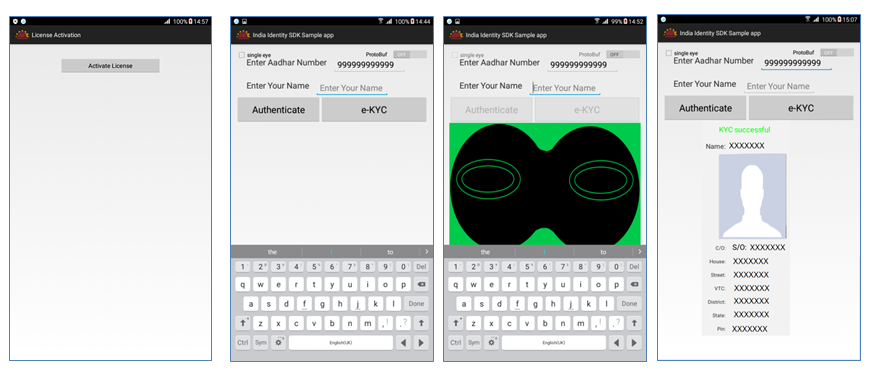 100% 14:57
License Activation
Activate License
100% 14:44
India Identity SDK Sample app
single eye
ProtoBuf
OFF
Enter Aadhar Number
999999999999
Enter Your Name
Enter Your Name
Authenticate
e-KYC
the
i
to
1 2 3 4 5 6 7 8 9 0 Del
q w e r t y u i o p
a s d f g h j k l Done
z x c v b n m , ! . ?
Ctrl Sym English(UK)
99% 14:52
India Identity SDK Sample app
single eye
ProtoBuf
OFF
Enter Aadhar Number
999999999999
Enter Your Name
Enter Your Name
Authenticate
e-KYC
the
i
to
1 2 3 4 5 6 7 8 9 0 Del
q w e r t y u i o p
a s d f g h j k l Done
z x c v b n m , ! . ?
Ctrl Sym English(UK)
100% 15:07
India Identity SDK Sample app
single eye
ProtoBuf
OFF
Enter Aadhar Number
999999999999
Enter Your Name
Enter Your Name
Authenticate
e-KYC
KYC successful
Name: XXXXXXX
C/O: S/O: XXXXXXX
House: XXXXXXX
Street: XXXXXXX
VTC: XXXXXXX
District: XXXXXXX
State: XXXXXXX
Pin: XXXXXXX